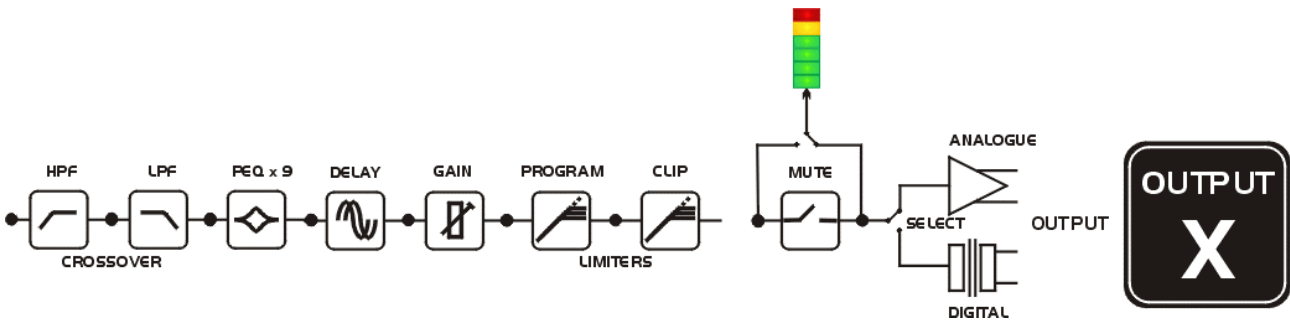 HPF
LPF
PEQ x 9
DELAY
GAIN
PROGRAM
CLIP
CROSSOVER
LIMITERS
MUTE
ANALOGUE
SELECT
OUTPUT
DIGITAL
OUTPUT
X